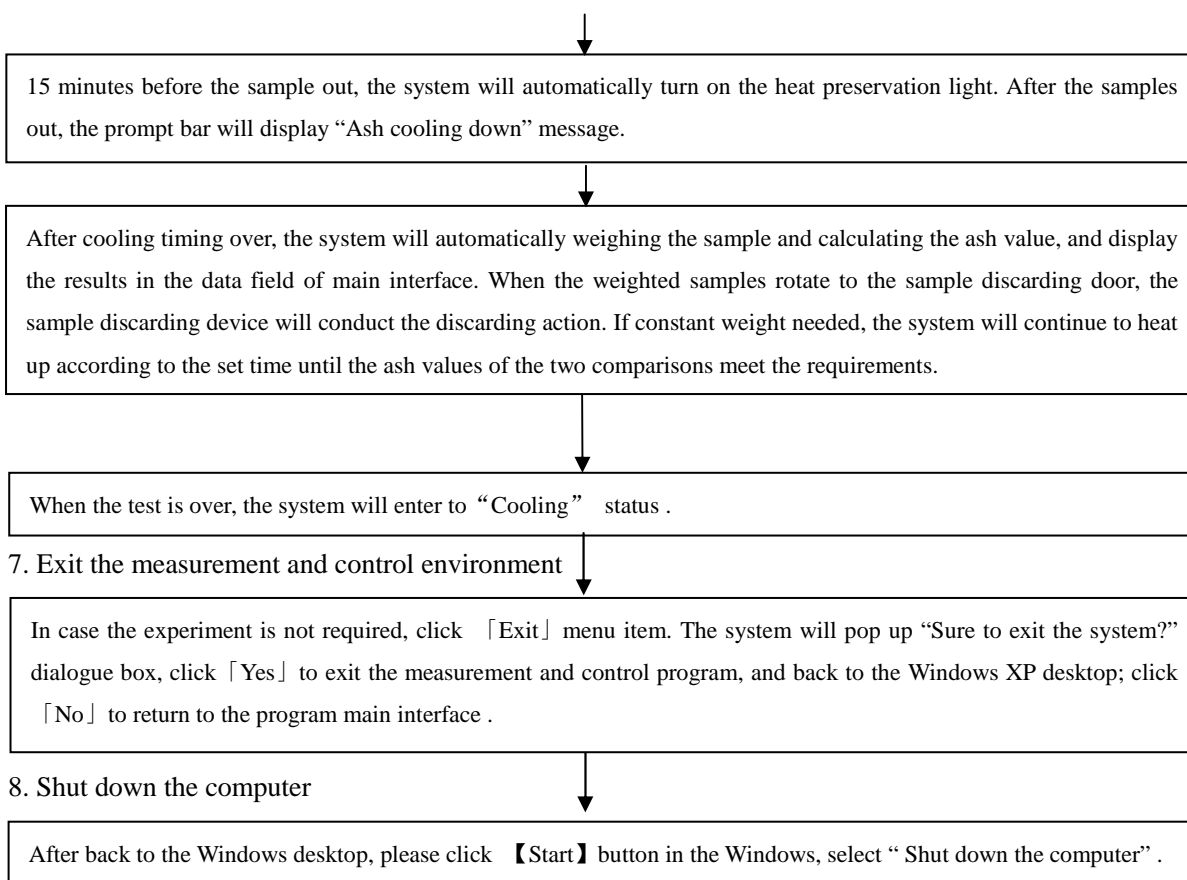 15 minutes before the sample out, the system will automatically turn on the heat preservation light. After the samples
out, the prompt bar will display “Ash cooling down” message.
After cooling timing over, the system will automatically weighing the sample and calculating the ash value, and display
the results in the data field of main interface. When the weighted samples rotate to the sample discarding door, the
sample discarding device will conduct the discarding action. If constant weight needed, the system will continue to heat
up according to the set time until the ash values of the two comparisons meet the requirements.
When the test is over, the system will enter to “Cooling” status .
7. Exit the measurement and control environment
In case the experiment is not required, click 「Exit」menu item. The system will pop up “Sure to exit the system?”
dialogue box, click「Yes」to exit the measurement and control program, and back to the Windows XP desktop; click
「No」to return to the program main interface .
8. Shut down the computer
After back to the Windows desktop, please click 【Start】button in the Windows, select “ Shut down the computer” .